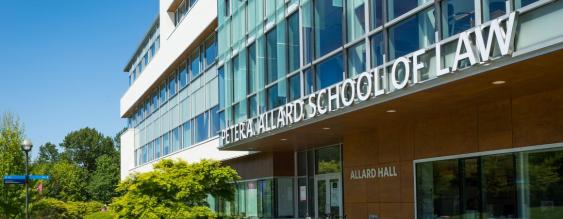 PETER A. ALLARD SCHOOL OF LAW
ALLARD HALL